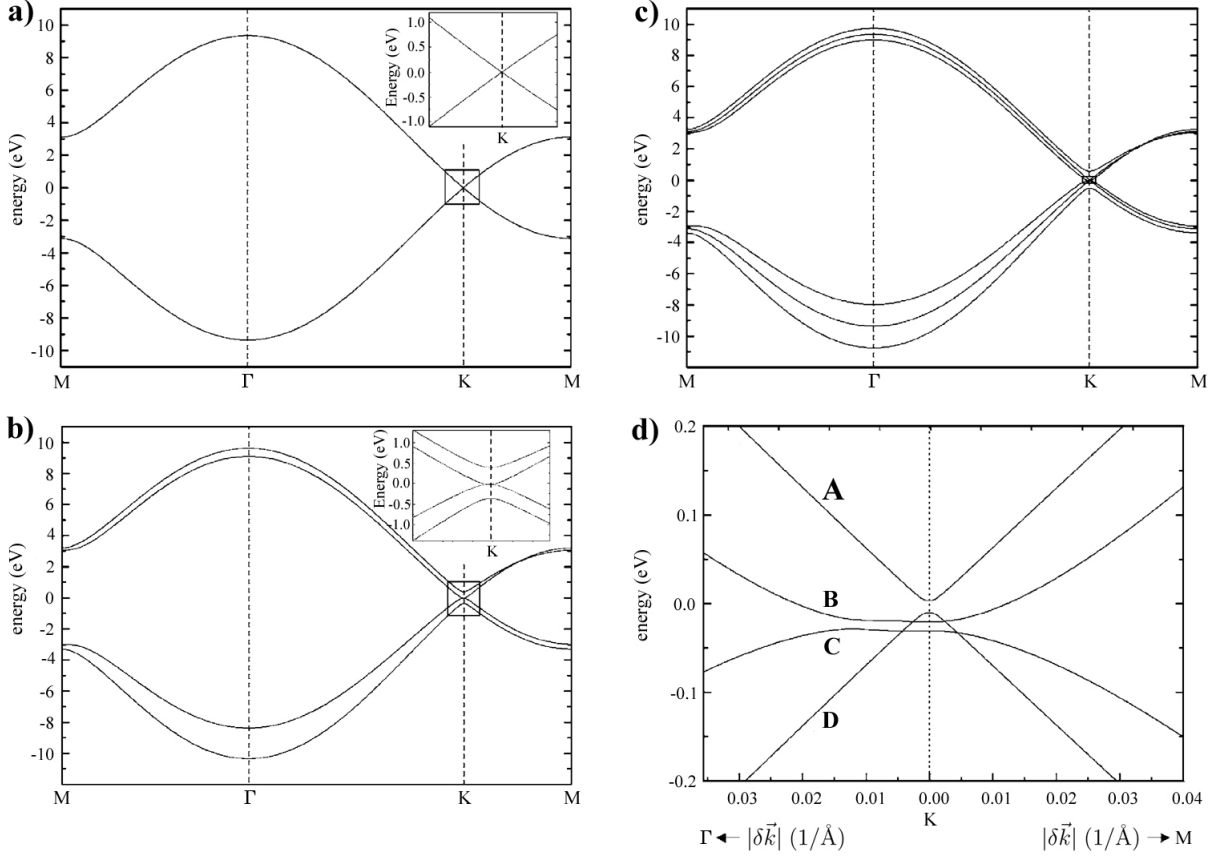 a)
energy (eV)
10
8
6
4
2
0
-2
-4
-6
-8
-10
M
Γ
K
M
Energy (eV)
1.0
0.5
0.0
-0.5
-1.0
K
c)
energy (eV)
10
8
6
4
2
0
-2
-4
-6
-8
-10
M
Γ
K
M
b)
energy (eV)
10
8
6
4
2
0
-2
-4
-6
-8
-10
M
Γ
K
M
Energy (eV)
1.0
0.5
0.0
-0.5
-1.0
K
d)
energy (eV)
0.2
0.1
0.0
-0.1
-0.2
A
B
C
D
0.03 0.02 0.01 0.00 0.01 0.02 0.03 0.04
K
Γ ← |δk⃗| (1/Å) |δk⃗| (1/Å) → M